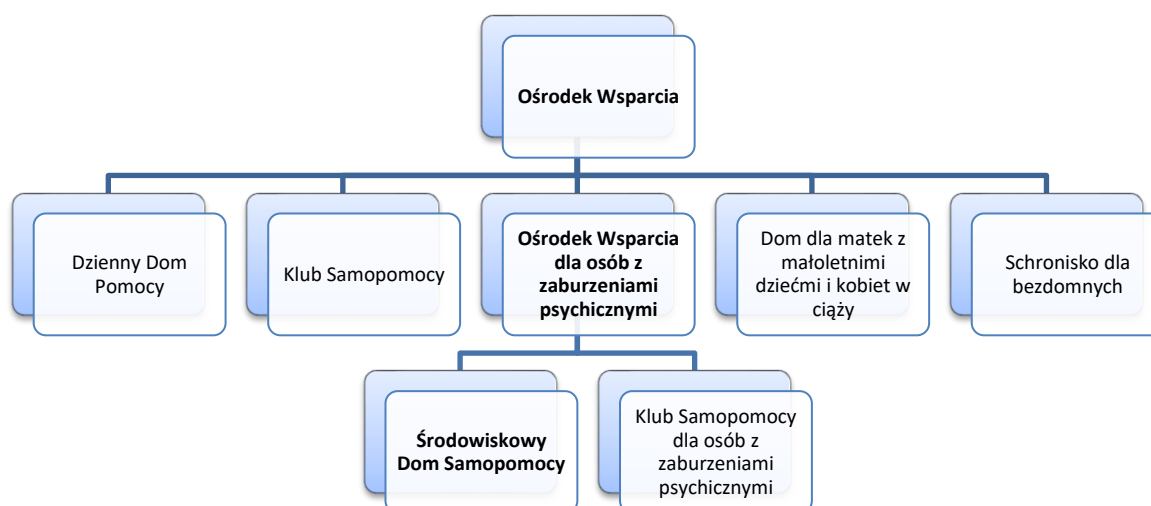 Ośrodek Wsparcia
Dzienny Dom
Pomocy
Klub Samopomocy
Ośrodek Wsparcia
dla osób z
zaburzeniami
psychicznymi
Dom dla matek z
małoletnimi
dziećmi i kobiet w
ciąży
Schronisko dla
bezdomnych
Środowiskowy
Dom Samopomocy
Klub Samopomocy
dla osób z
zaburzeniami
psychicznymi